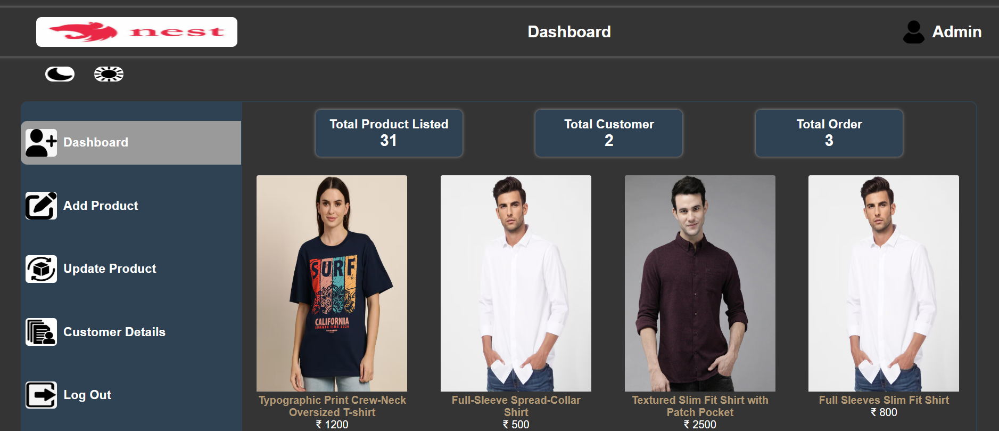 nest
Dashboard
Admin
Dashboard
Add Product
Update Product
Customer Details
Log Out
Total Product Listed
31
Total Customer
2
Total Order
3
SURF
CALIFORNIA
SUMMER TIME 2020
Typographic Print Crew-Neck
Oversized T-shirt
₹ 1200
Full-Sleeve Spread-Collar
Shirt
₹ 500
Textured Slim Fit Shirt with
Patch Pocket
₹ 2500
Full Sleeves Slim Fit Shirt
₹ 800